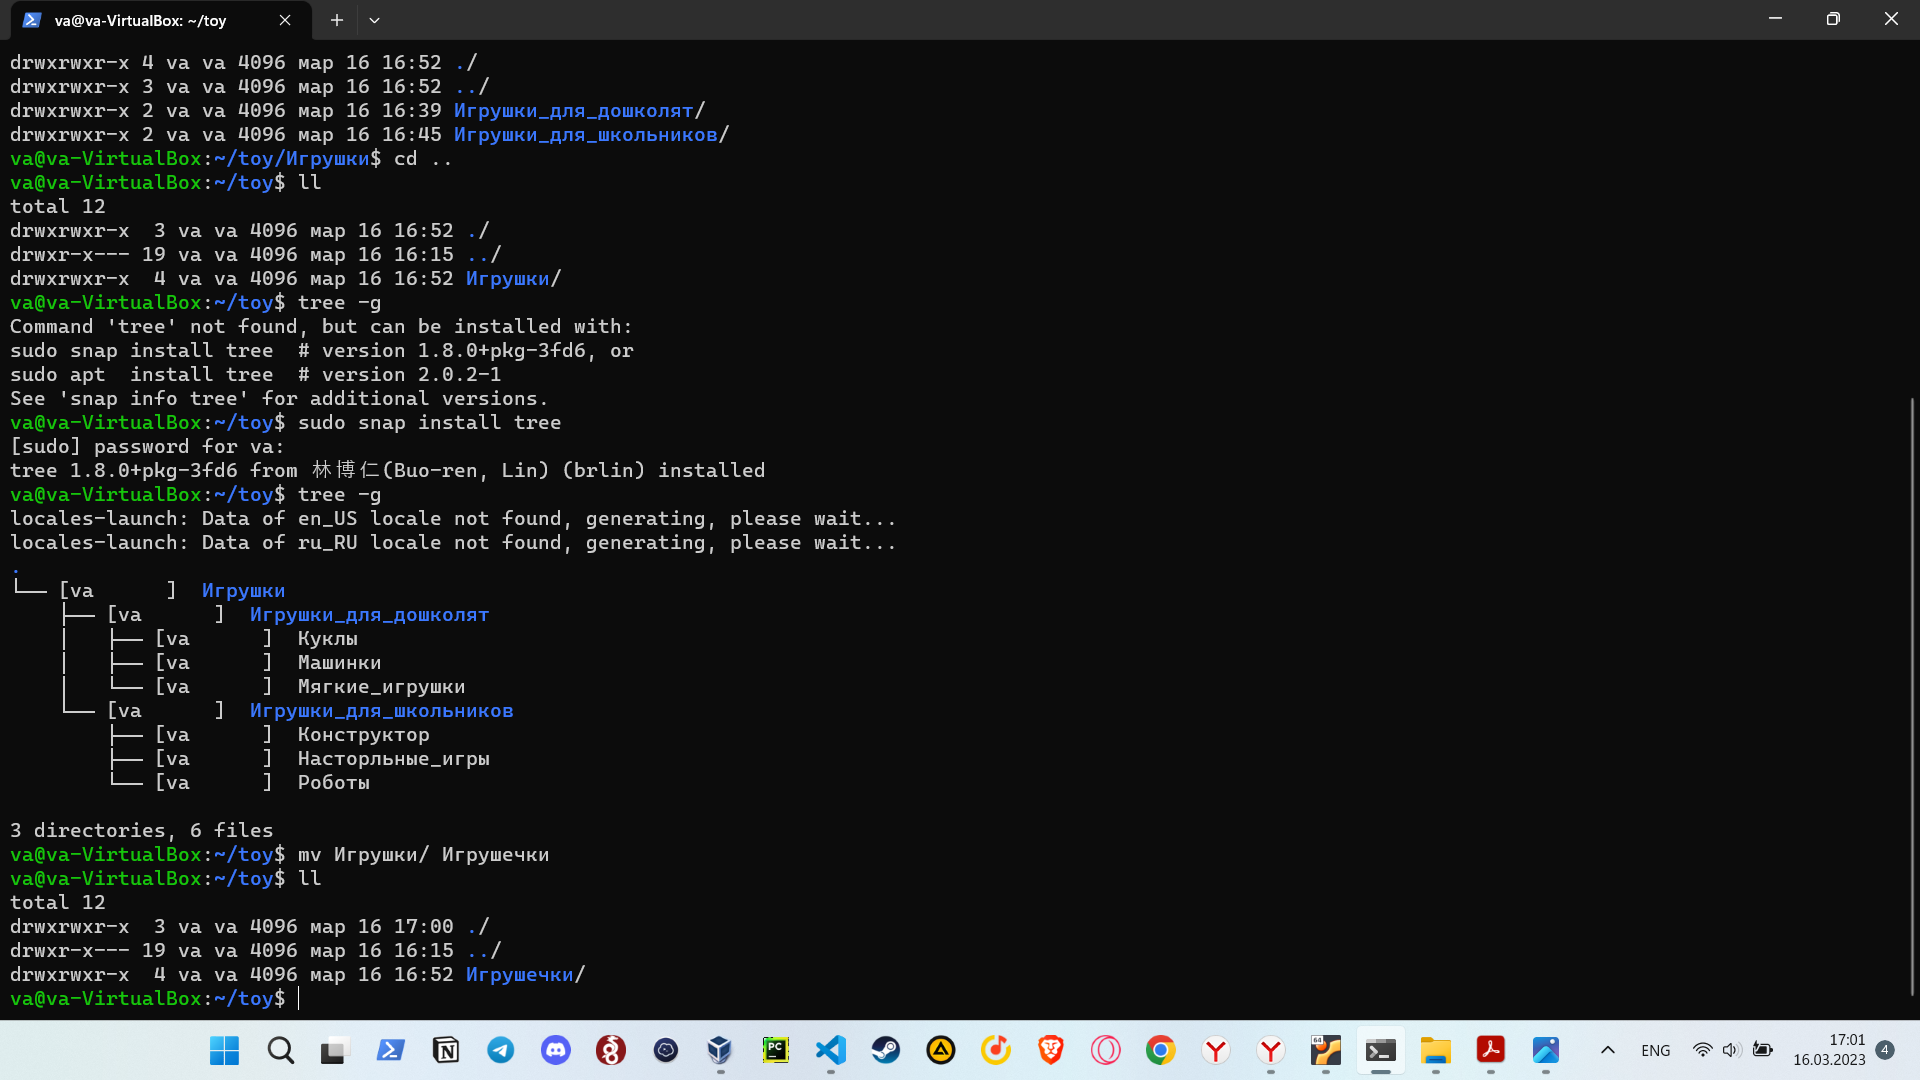 va@va-VirtualBox: ~/toy
drwxrwxr-x 4 va va 4096 мар 16 16:52 ./
drwxrwxr-x 3 va va 4096 мар 16 16:52 ../
drwxrwxr-x 2 va va 4096 мар 16 16:39 Игрушки_для_дошколят/
drwxrwxr-x 2 va va 4096 мар 16 16:45 Игрушки_для_школьников/
va@va-VirtualBox:~/toy/Игрушки$ cd ..
va@va-VirtualBox:~/toy$ ll
total 12
drwxrwxr-x  3 va va 4096 мар 16 16:52 ./
drwxr-x--- 19 va va 4096 мар 16 16:15 ../
drwxrwxr-x  4 va va 4096 мар 16 16:52 Игрушки/
va@va-VirtualBox:~/toy$ tree -g
Command 'tree' not found, but can be installed with:
sudo snap install tree  # version 1.8.0+pkg-3fd6, or
sudo apt  install tree  # version 2.0.2-1
See 'snap info tree' for additional versions.
va@va-VirtualBox:~/toy$ sudo snap install tree
[sudo] password for va:
tree 1.8.0+pkg-3fd6 from 林博仁(Buo-ren, Lin) (brlin) installed
va@va-VirtualBox:~/toy$ tree -g
locales-launch: Data of en_US locale not found, generating, please wait...
locales-launch: Data of ru_RU locale not found, generating, please wait...
.
└── [va      ]  Игрушки
    ├── [va      ]  Игрушки_для_дошколят
    │   ├── [va      ]  Куклы
    │   ├── [va      ]  Машинки
    │   └── [va      ]  Мягкие_игрушки
    └── [va      ]  Игрушки_для_школьников
        ├── [va      ]  Конструктор
        ├── [va      ]  Насторльные_игры
        └── [va      ]  Роботы
3 directories, 6 files
va@va-VirtualBox:~/toy$ mv Игрушки/ Игрушечки
va@va-VirtualBox:~/toy$ ll
total 12
drwxrwxr-x  3 va va 4096 мар 16 17:00 ./
drwxr-x--- 19 va va 4096 мар 16 16:15 ../
drwxrwxr-x  4 va va 4096 мар 16 16:52 Игрушечки/
va@va-VirtualBox:~/toy$
PC
64
ENG
17:01
16.03.2023
4